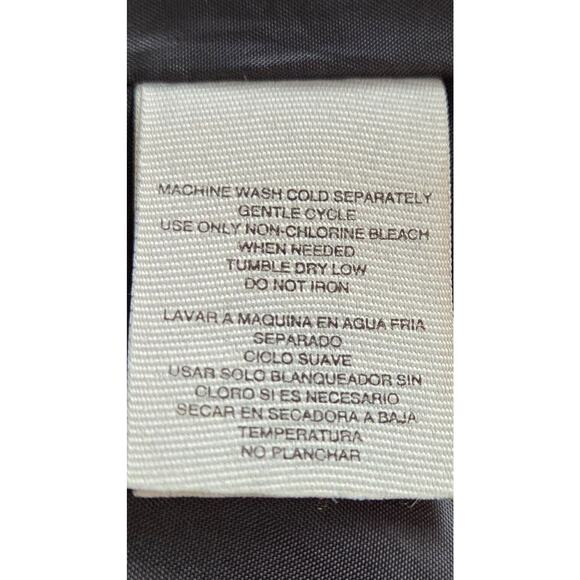 MACHINE WASH COLD SEPARATELY
GENTLE CYCLE
USE ONLY NON-CHLORINE BLEACH
WHEN NEEDED
TUMBLE DRY LOW
DO NOT IRON
LAVAR A MAQUINA EN AGUA FRIA
SEPARADO
CICLO SUAVE
USAR SOLO BLANQUEADOR SIN
CLORO SI ES NECESARIO
SECAR EN SECADORA A BAJA
TEMPERATURA
NO PLANCHAR